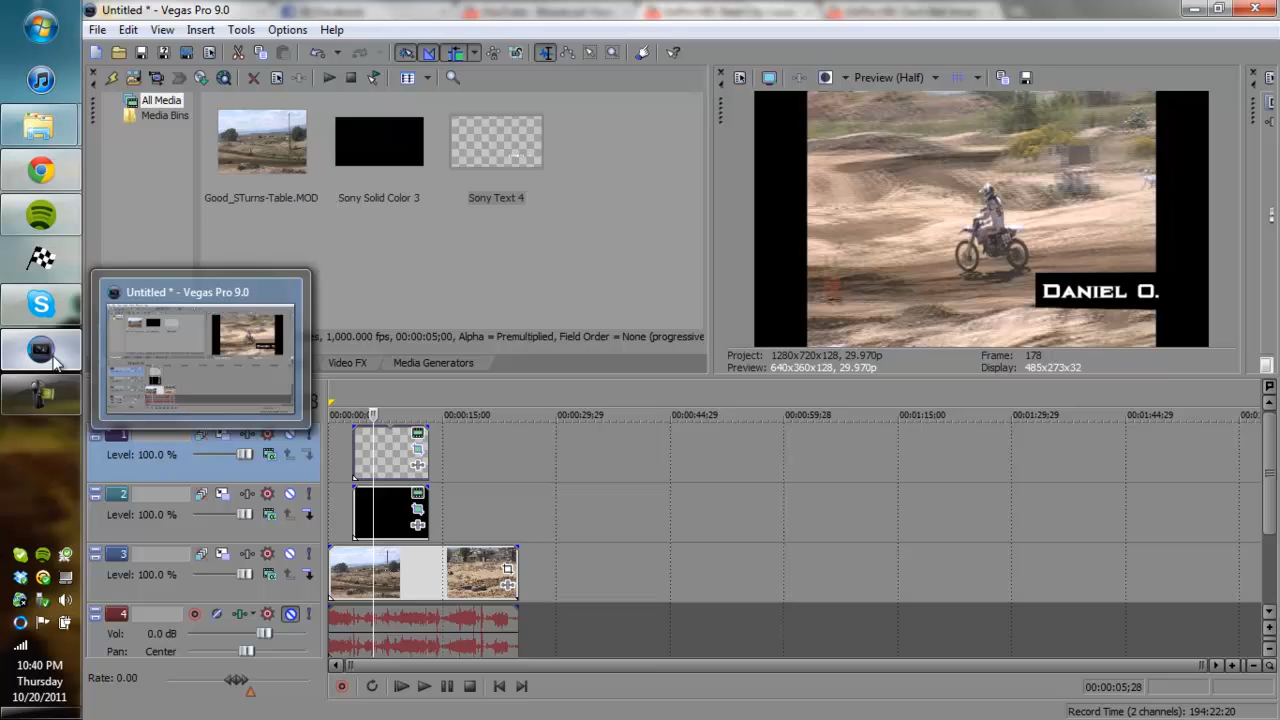 Untitled * - Vegas Pro 9.0
File Edit View Insert Tools Options Help
All Media
Media Bins
Good_STurns-Table.MOD
Sony Solid Color 3
Sony Text 4
Preview (Half)
Daniel O.
Untitled * - Vegas Pro 9.0
s, 1,000.000 fps, 00:00:05;00, Alpha = Premultiplied, Field Order = None (progressive
Video FX
Media Generators
Project: 1280x720x128, 29.970p
Frame: 178
Preview: 640x360x128, 29.970p
Display: 485x273x32
00:00:00;0
00:00:15;00
00:00:29;29
00:00:44;29
00:00:59;28
00:01:15;00
00:01:29;29
00:01:44;29
00:0
1
Level: 100.0 %
2
Level: 100.0 %
3
Level: 100.0 %
4
Vol: 0.0 dB
Pan: Center
Rate: 0.00
00:00:05;28
Record Time (2 channels): 194:22:20
10:40 PM
Thursday
10/20/2011